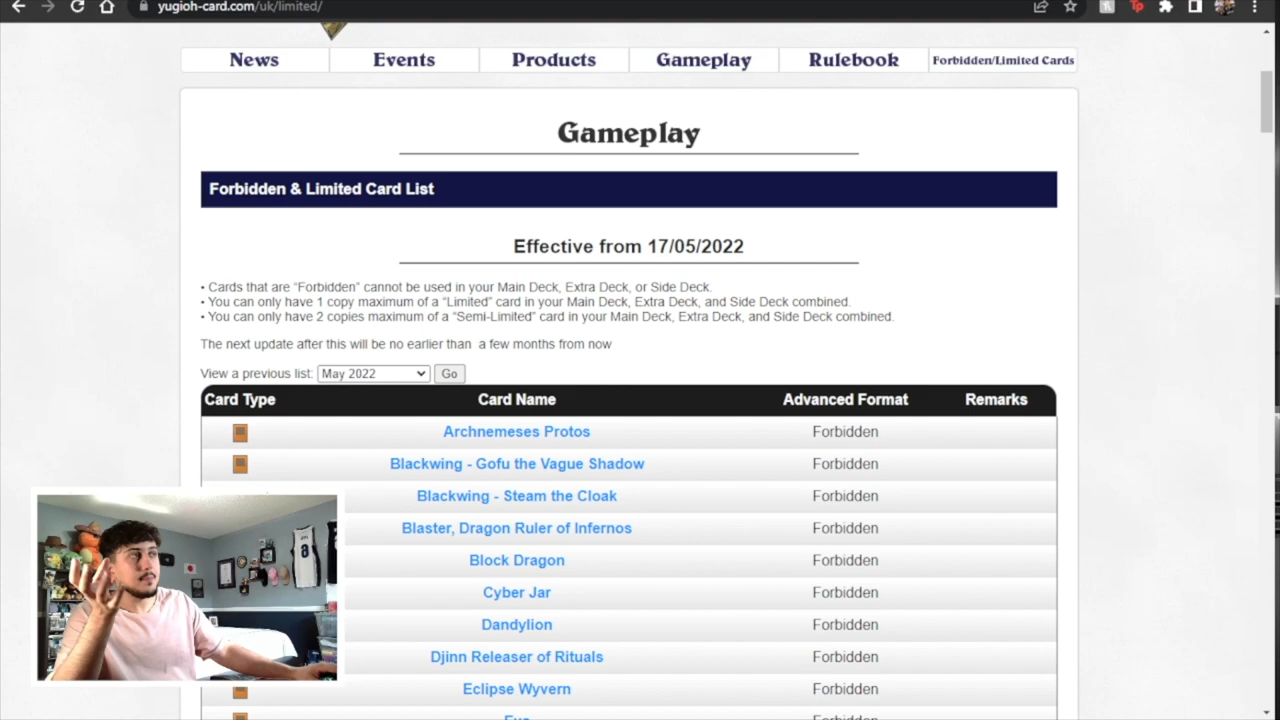 yugioh-card.com/uk/limited/
News
Events
Products
Gameplay
Rulebook
Forbidden/Limited Cards
Gameplay
Forbidden & Limited Card List
Effective from 17/05/2022
• Cards that are “Forbidden” cannot be used in your Main Deck, Extra Deck, or Side Deck.
• You can only have 1 copy maximum of a “Limited” card in your Main Deck, Extra Deck, and Side Deck combined.
• You can only have 2 copies maximum of a “Semi-Limited” card in your Main Deck, Extra Deck, and Side Deck combined.
The next update after this will be no earlier than a few months from now
View a previous list: May 2022 Go
Card Type Card Name Advanced Format Remarks
Archnemeses Protos Forbidden
Blackwing - Gofu the Vague Shadow Forbidden
Blackwing - Steam the Cloak Forbidden
Blaster, Dragon Ruler of Infernos Forbidden
Block Dragon Forbidden
Cyber Jar Forbidden
Dandylion Forbidden
Djinn Releaser of Rituals Forbidden
Eclipse Wyvern Forbidden
8